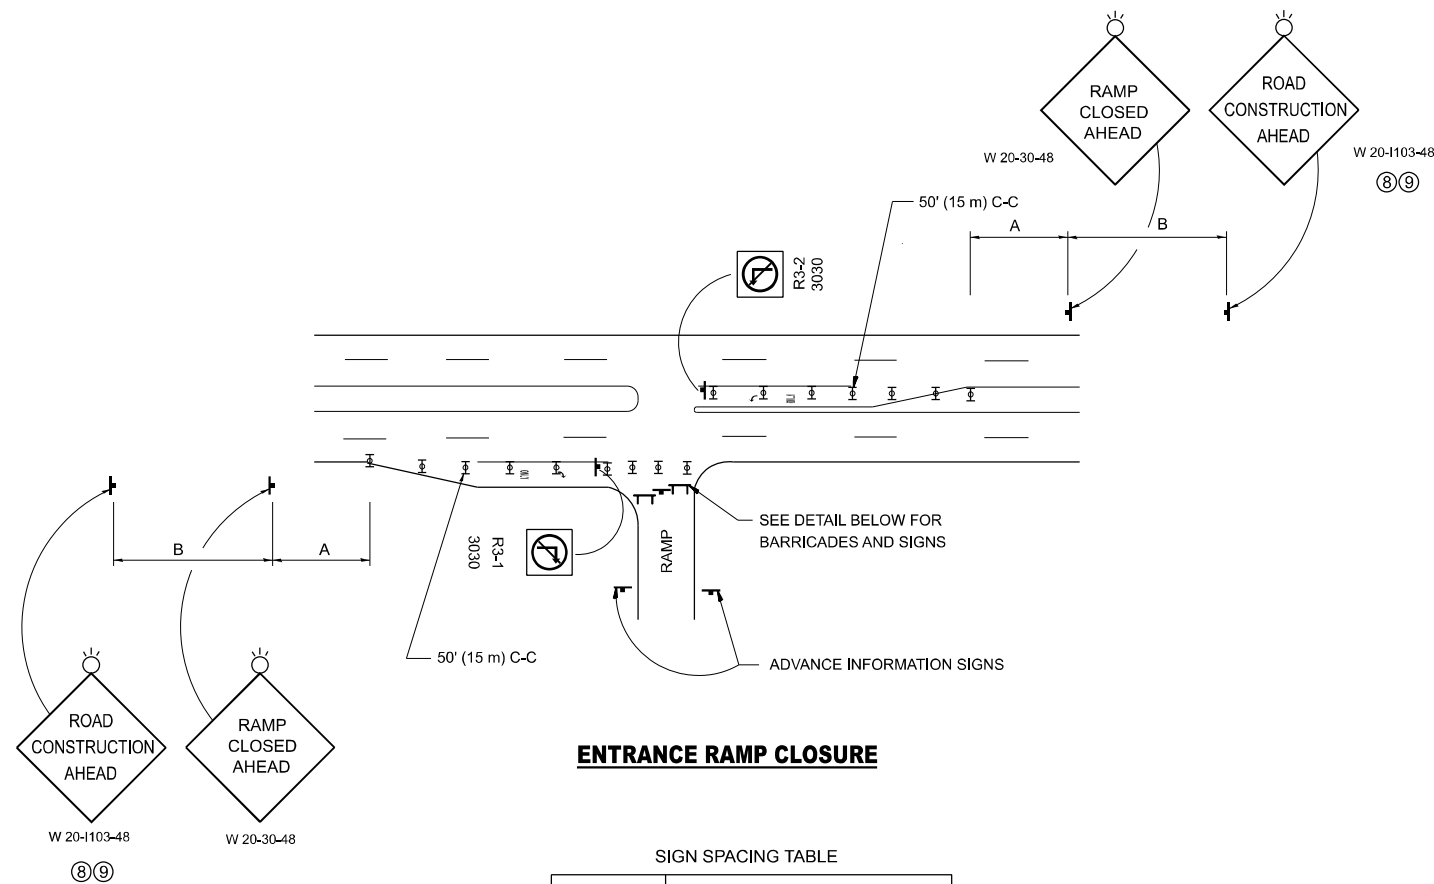 RAMP
CLOSED
AHEAD
ROAD
CONSTRUCTION
AHEAD
W 20-30-48
W 20-I103-48
⑧⑨
50' (15 m) C-C
A
B
R3-2
3030
ONLY
ONLY
R3-1
3030
RAMP
SEE DETAIL BELOW FOR
BARRICADES AND SIGNS
B
A
50' (15 m) C-C
ADVANCE INFORMATION SIGNS
ROAD
CONSTRUCTION
AHEAD
RAMP
CLOSED
AHEAD
ENTRANCE RAMP CLOSURE
W 20-I103-48
W 20-30-48
⑧⑨
SIGN SPACING TABLE